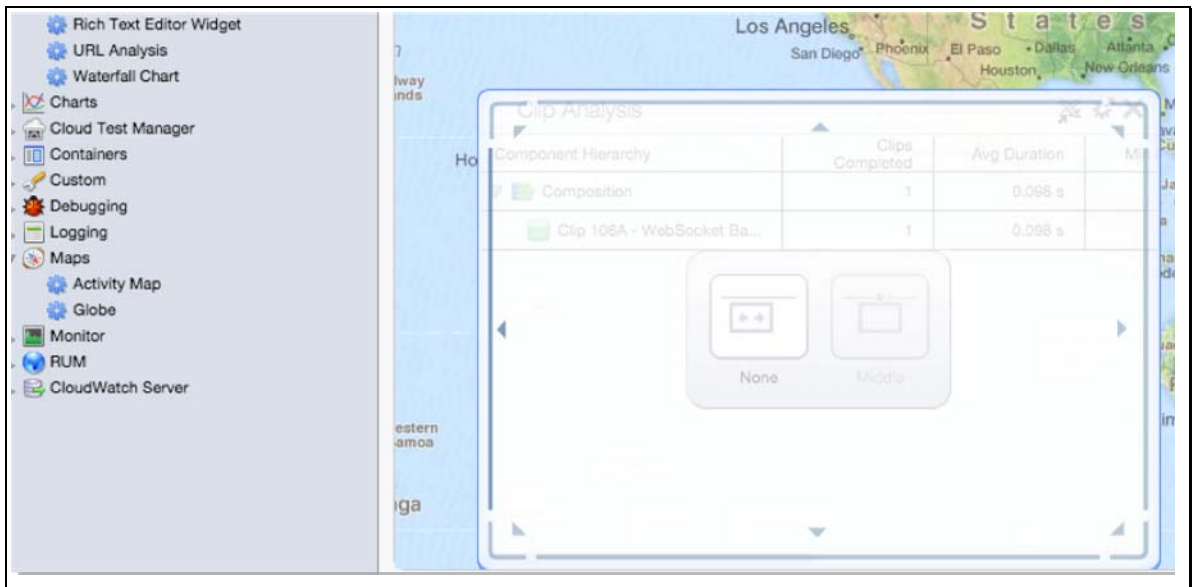 Rich Text Editor Widget
URL Analysis
Waterfall Chart
Charts
Cloud Test Manager
Containers
Custom
Debugging
Logging
Maps
Activity Map
Globe
Monitor
RUM
CloudWatch Server
Los Angeles
San Diego
Phoenix
States
El Paso
Dallas
Atlanta
Houston
New Orleans
Clip Analysis
Component Hierarchy
Clips
Completed
Avg Duration
Composition
1
0.098 s
Clip 106A - WebSocket Ba...
1
0.098 s
None
Middle